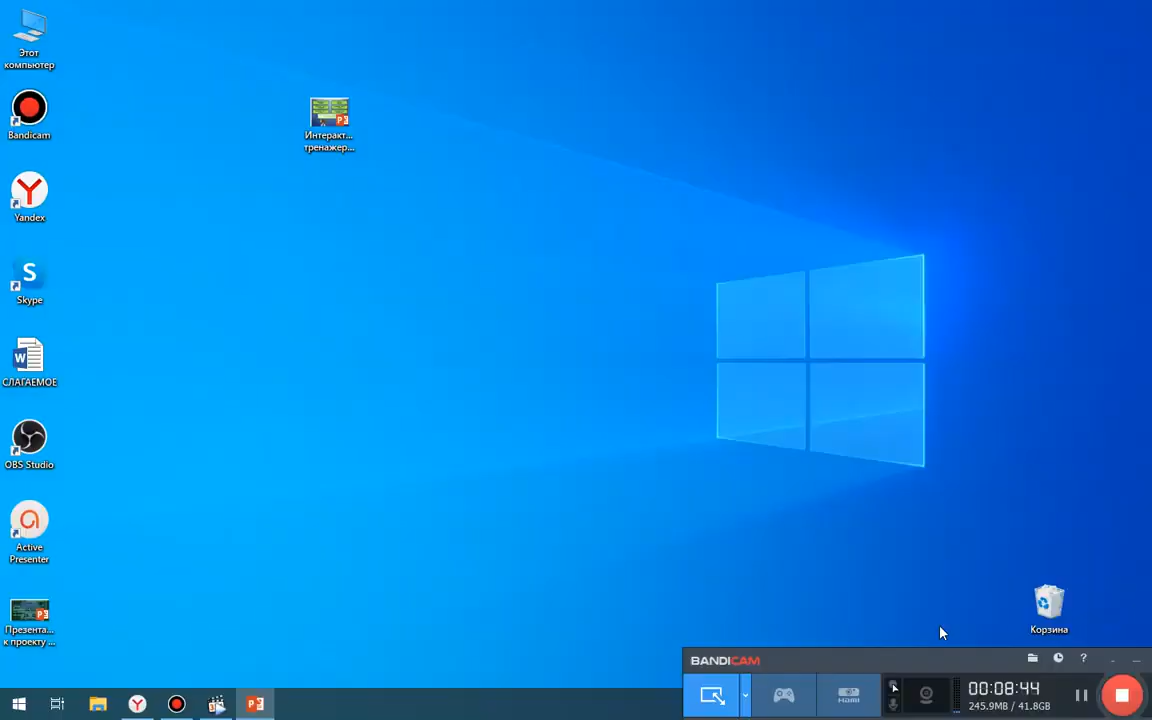 Этот
компьютер
Bandicam
Yandex
S
Skype
W
СЛАГАЕМОЕ
OBS Studio
Active
Presenter
P
Презента...
к проекту ...
P
Интеракт...
тренажер...
Корзина
BANDICAM
?
HDMI
00:08:44
245.9MB / 41.8GB
Y
P